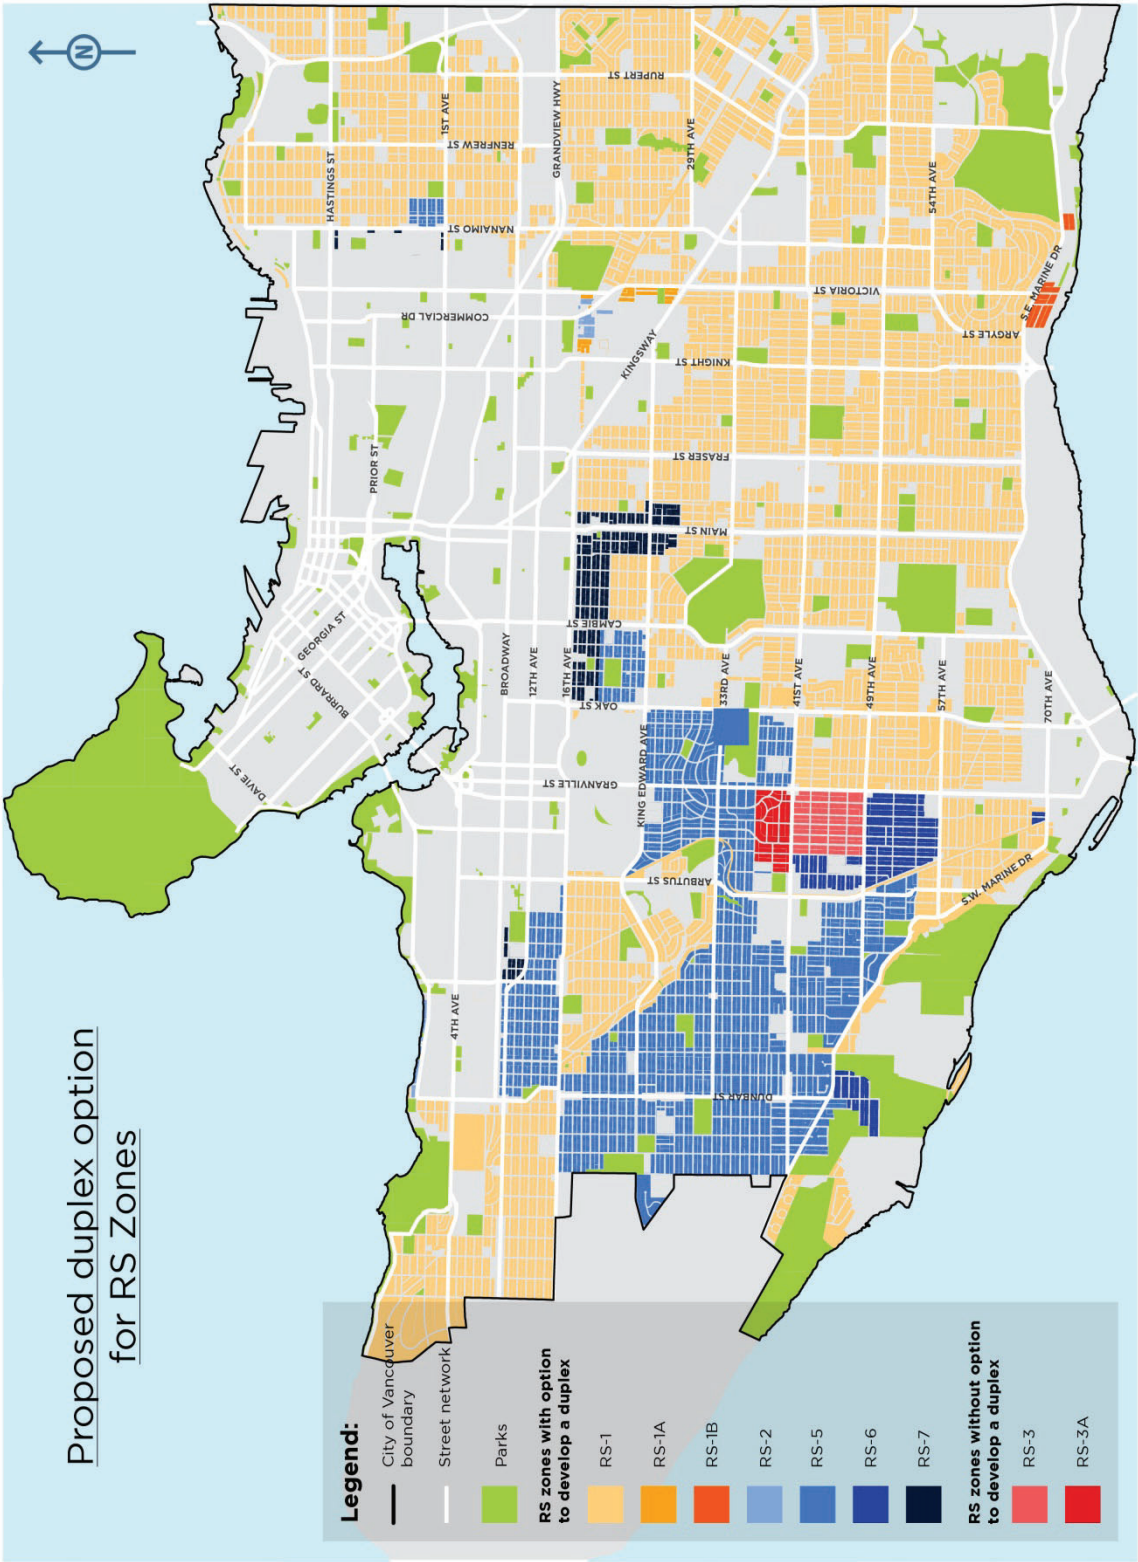 Proposed duplex option
for RS Zones
N
Legend:
City of Vancouver
boundary
Street network
Parks
RS zones with option
to develop a duplex
RS-1
RS-1A
RS-1B
RS-2
RS-5
RS-6
RS-7
RS zones without option
to develop a duplex
RS-3
RS-3A
DAVIE ST
BURRARD ST
GEORGIA ST
PRIOR ST
HASTINGS ST
COMMERCIAL DR
NANAIMO ST
RENFREW ST
RUPERT ST
1ST AVE
GRANDVIEW HWY
4TH AVE
BROADWAY
12TH AVE
16TH AVE
GRANVILLE ST
OAK ST
CAMBIE ST
MAIN ST
FRASER ST
KNIGHT ST
KINGSWAY
VICTORIA ST
29TH AVE
KING EDWARD AVE
ARBUTUS ST
DUNBAR ST
33RD AVE
41ST AVE
49TH AVE
57TH AVE
54TH AVE
70TH AVE
ARGYLE ST
S.E. MARINE DR
S.W. MARINE DR